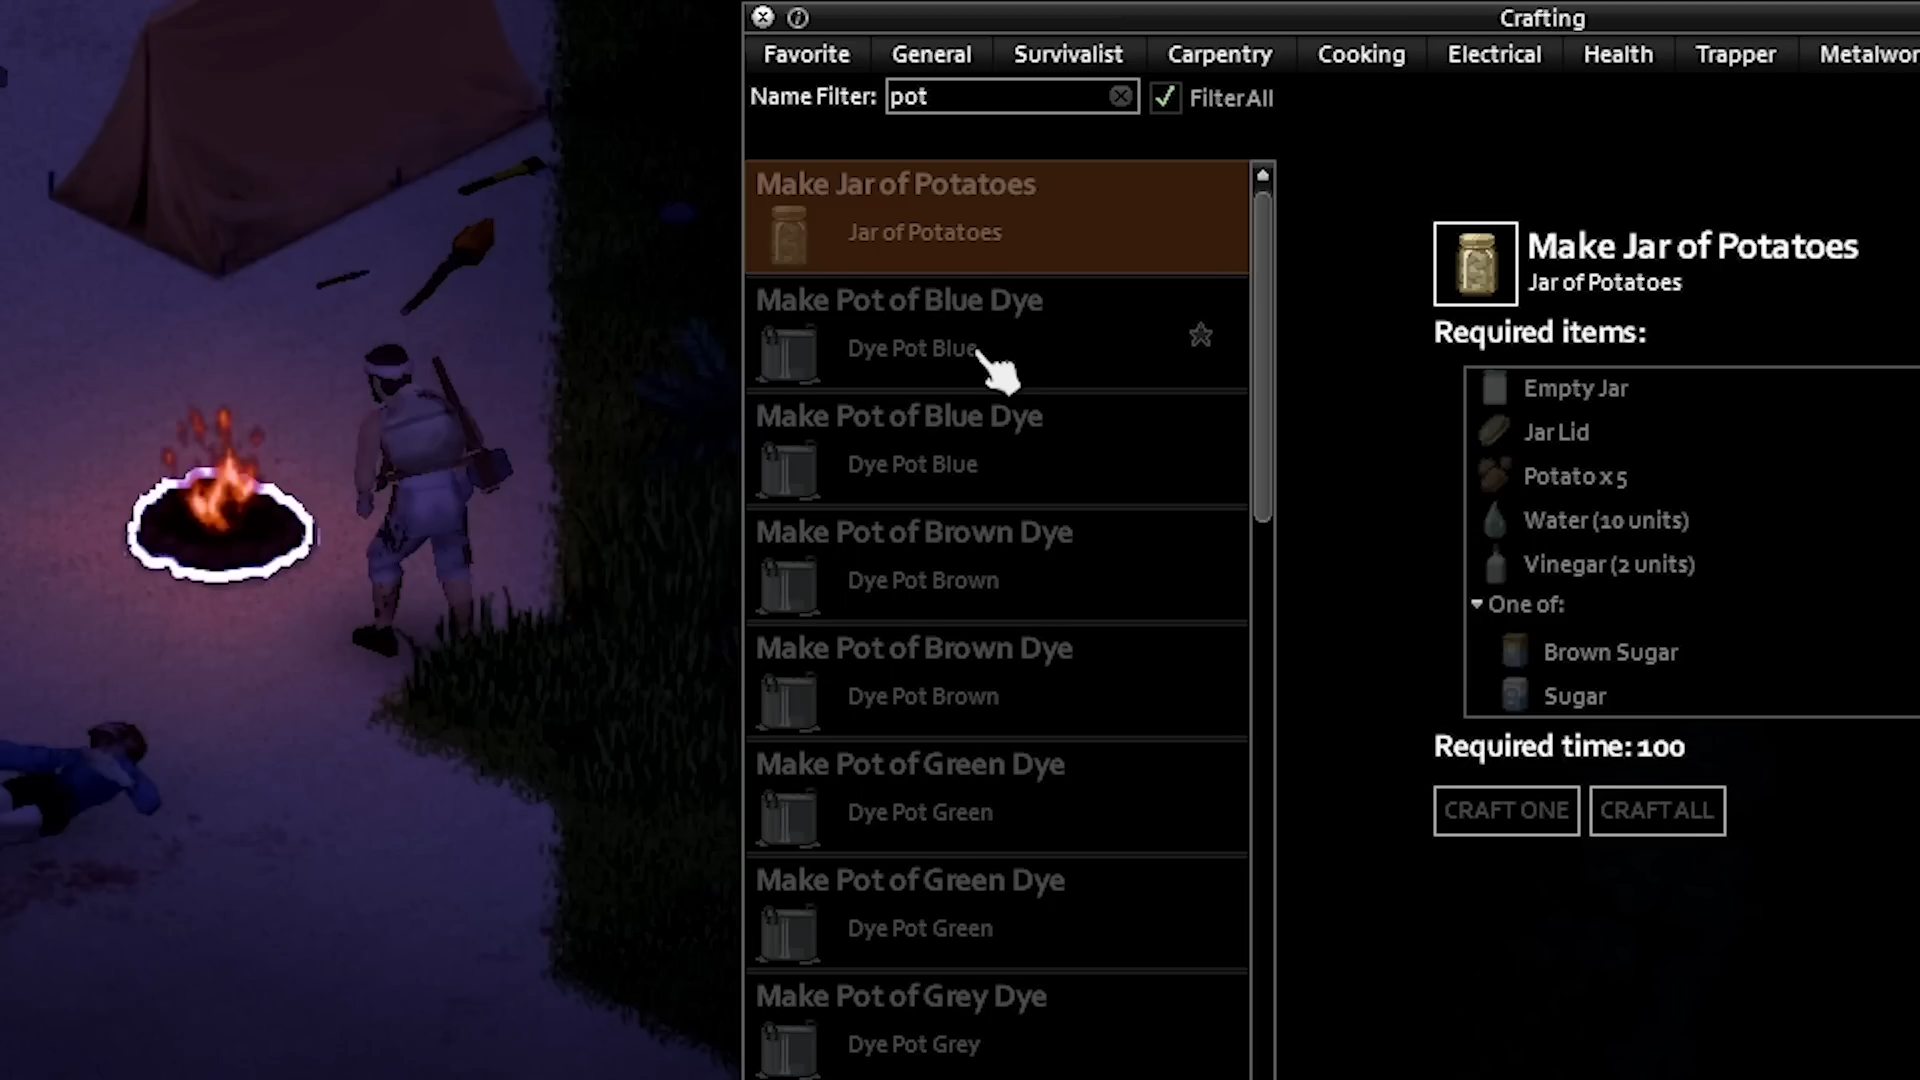 Crafting
Favorite General Survivalist Carpentry Cooking Electrical Health Trapper Metalwor
Name Filter: pot Filter All
Make Jar of Potatoes
Jar of Potatoes
Make Pot of Blue Dye
Dye Pot Blue
Make Pot of Blue Dye
Dye Pot Blue
Make Pot of Brown Dye
Dye Pot Brown
Make Pot of Brown Dye
Dye Pot Brown
Make Pot of Green Dye
Dye Pot Green
Make Pot of Green Dye
Dye Pot Green
Make Pot of Grey Dye
Dye Pot Grey
Make Jar of Potatoes
Jar of Potatoes
Required items:
Empty Jar
Jar Lid
Potato x 5
Water (10 units)
Vinegar (2 units)
One of:
Brown Sugar
Sugar
Required time: 100
CRAFT ONE CRAFT ALL